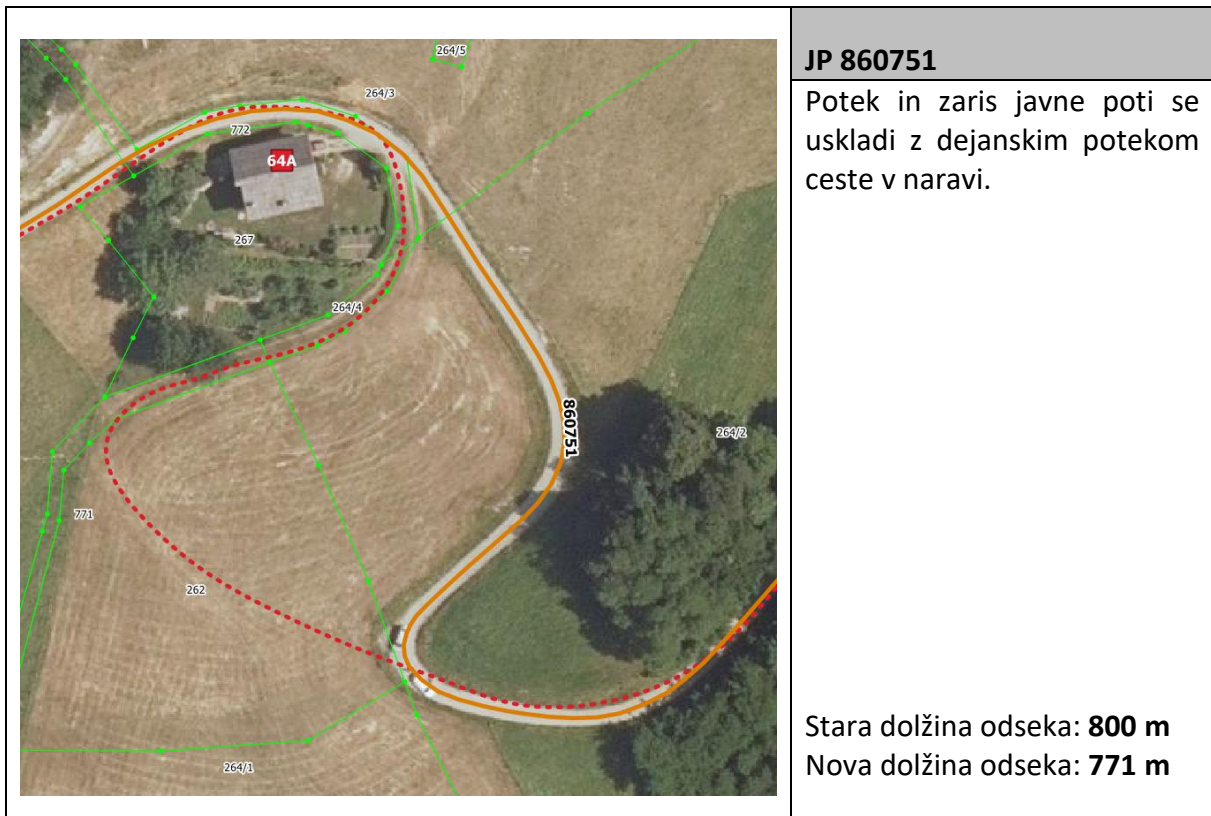 264/5
264/3
772
64A
267
264/4
860751
264/2
771
262
264/1
JP 860751
Potek in zaris javne poti se
uskladi z dejanskim potekom
ceste v naravi.
Stara dolžina odseka: 800 m
Nova dolžina odseka: 771 m